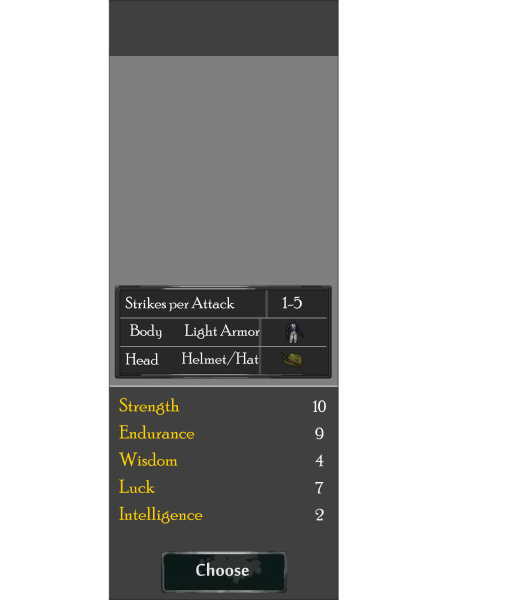 Strikes per Attack 1-5
Body Light Armor
Head Helmet/Hat
Strength 10
Endurance 9
Wisdom 4
Luck 7
Intelligence 2
Choose